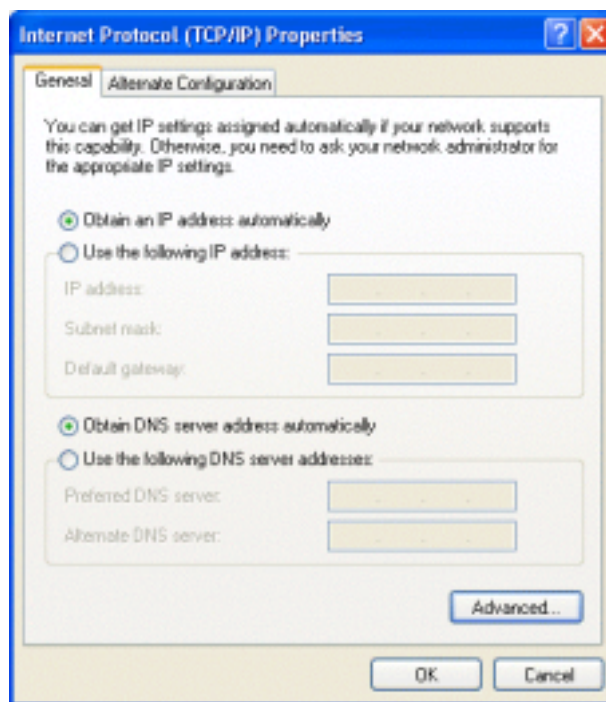 Internet Protocol (TCP/IP) Properties
General
Alternate Configuration
You can get IP settings assigned automatically if your network supports
this capability. Otherwise, you need to ask your network administrator for
the appropriate IP settings.
Obtain an IP address automatically
Use the following IP address:
IP address:
Subnet mask:
Default gateway:
Obtain DNS server address automatically
Use the following DNS server addresses:
Preferred DNS server:
Alternate DNS server:
Advanced...
OK
Cancel